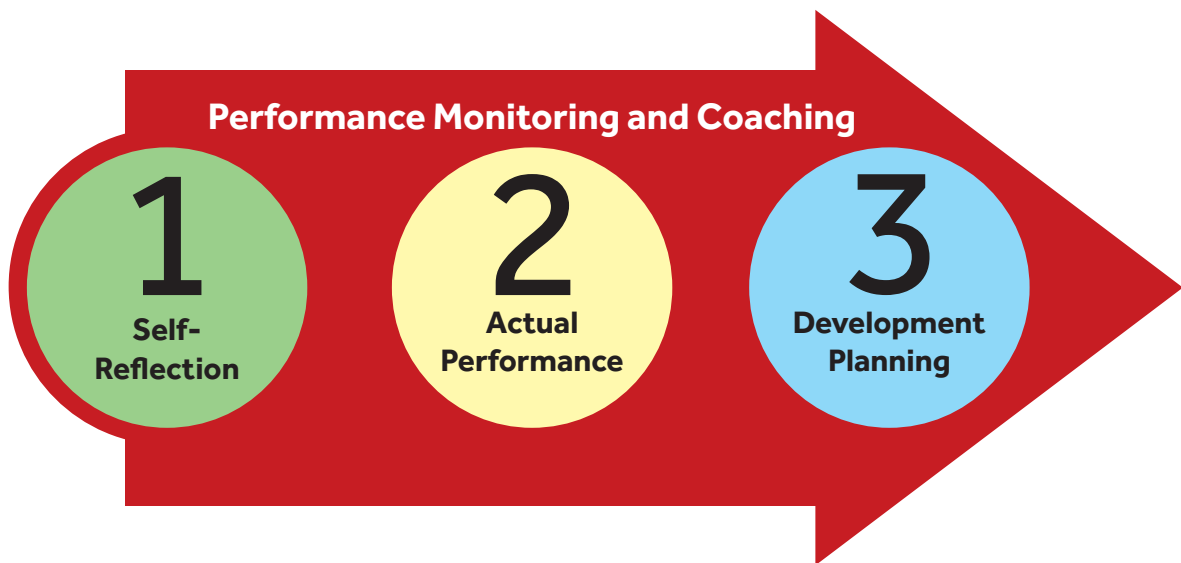 Performance Monitoring and Coaching
1
Self-
Reflection
2
Actual
Performance
3
Development
Planning